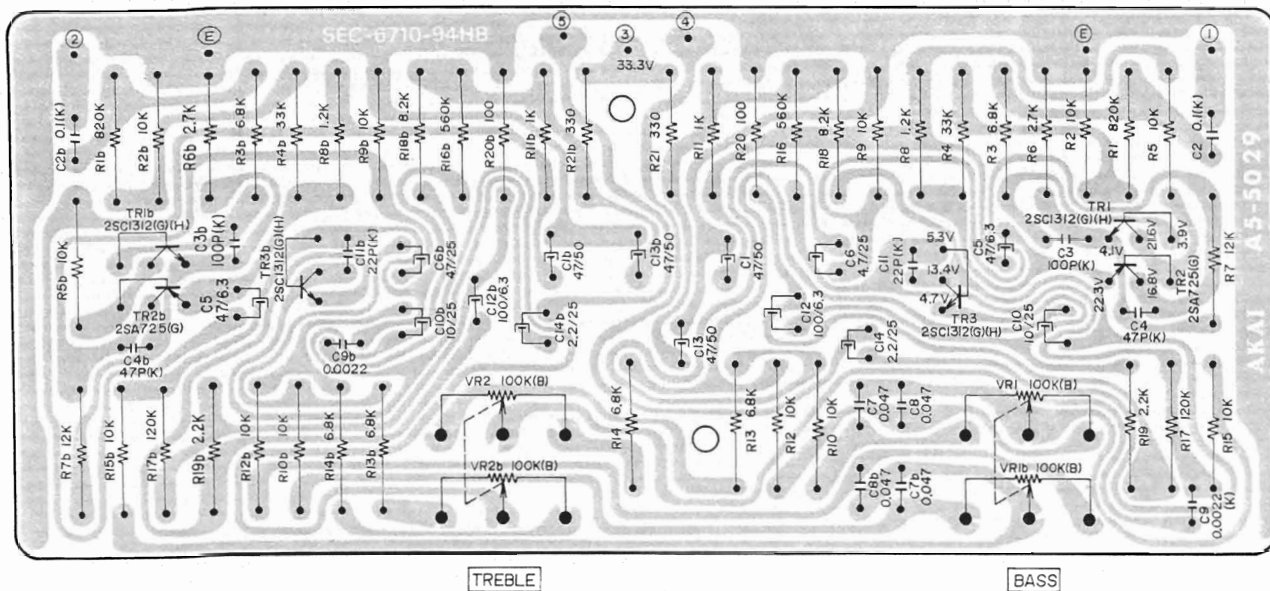 ② E ⑤ ③ ④ E ①
SEC-6710-94HB
33.3V
C2b 0.1(K)
R1b 820K
R2b 10K
R6b 2.7K
R3b 6.8K
R4b 33K
R8b 1.2K
R9b 10K
R18b 8.2K
R16b 560K
R20b 100
R11b 1K
R21b 330
R21 330
R11 1K
R20 100
R16 560K
R18 8.2K
R9 10K
R8 1.2K
R4 33K
R3 6.8K
R6 2.7K
R2 10K
R1 820K
R5 10K
C2 0.1(K)
AKAI A5-5029
R5b 10K
TR1b
2SC1312(G)(H)
C3b
100P(K)
TR2b
2SA725(G)
C5
47/6.3
C4b
47P(K)
TR3b
2SC1312(G)(H)
C11b
22P(K)
C6b
47/25
C10b
10/25
C9b
0.0022
C12b
100/6.3
C1b
47/50
C14b
2.2/25
C13b
47/50
C1
47/50
C13
47/50
C6
4.7/25
C12
100/6.3
C14
2.2/25
C11
22P(K)
5.3V
13.4V
4.7V
TR3
2SC1312(G)(H)
C5
47/6.3
C3
100P(K)
C10
10/25
TR1
2SC1312(G)(H)
4.1V
21.6V
3.9V
22.3V
16.8V
TR2
2SA725(G)
C4
47P(K)
R7 12K
R7b 12K
R15b 10K
R17b 120K
R19b 2.2K
R12b 10K
R10b 10K
R14b 6.8K
R13b 6.8K
VR2 100K(B)
VR2b 100K(B)
R14 6.8K
R13 6.8K
R12 10K
R10 10K
C7
0.047
C8
0.047
C8b
0.047
C7b
0.047
VR1 100K(B)
VR1b 100K(B)
R19 2.2K
R17 120K
R15 10K
C9
0.0022
(K)
TREBLE
BASS